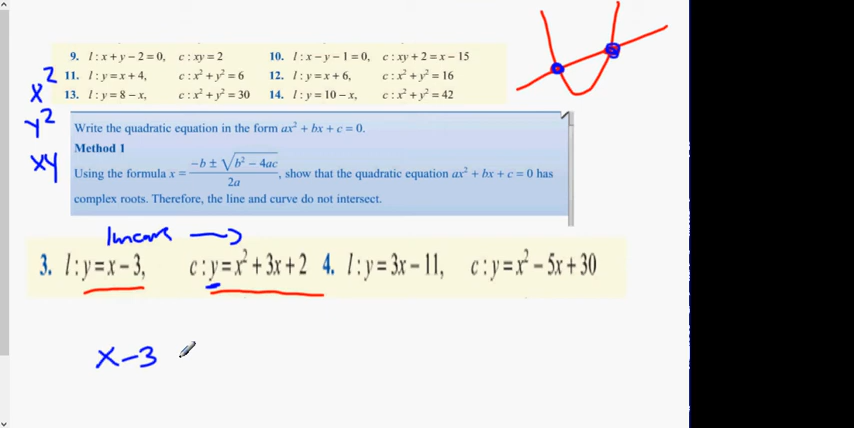 9. l : x + y − 2 = 0, c : xy = 2 10. l : x − y − 1 = 0, c : xy + 2 = x − 15
11. l : y = x + 4, c : x² + y² = 6 12. l : y = x + 6, c : x² + y² = 16
13. l : y = 8 − x, c : x² + y² = 30 14. l : y = 10 − x, c : x² + y² = 42
x²
y²
xy
Write the quadratic equation in the form ax² + bx + c = 0.
Method 1
Using the formula x = (−b ± √(b² − 4ac))/2a, show that the quadratic equation ax² + bx + c = 0 has
complex roots. Therefore, the line and curve do not intersect.
→
3. l : y = x − 3, c : y = x² + 3x + 2 4. l : y = 3x − 11, c : y = x² − 5x + 30
x − 3